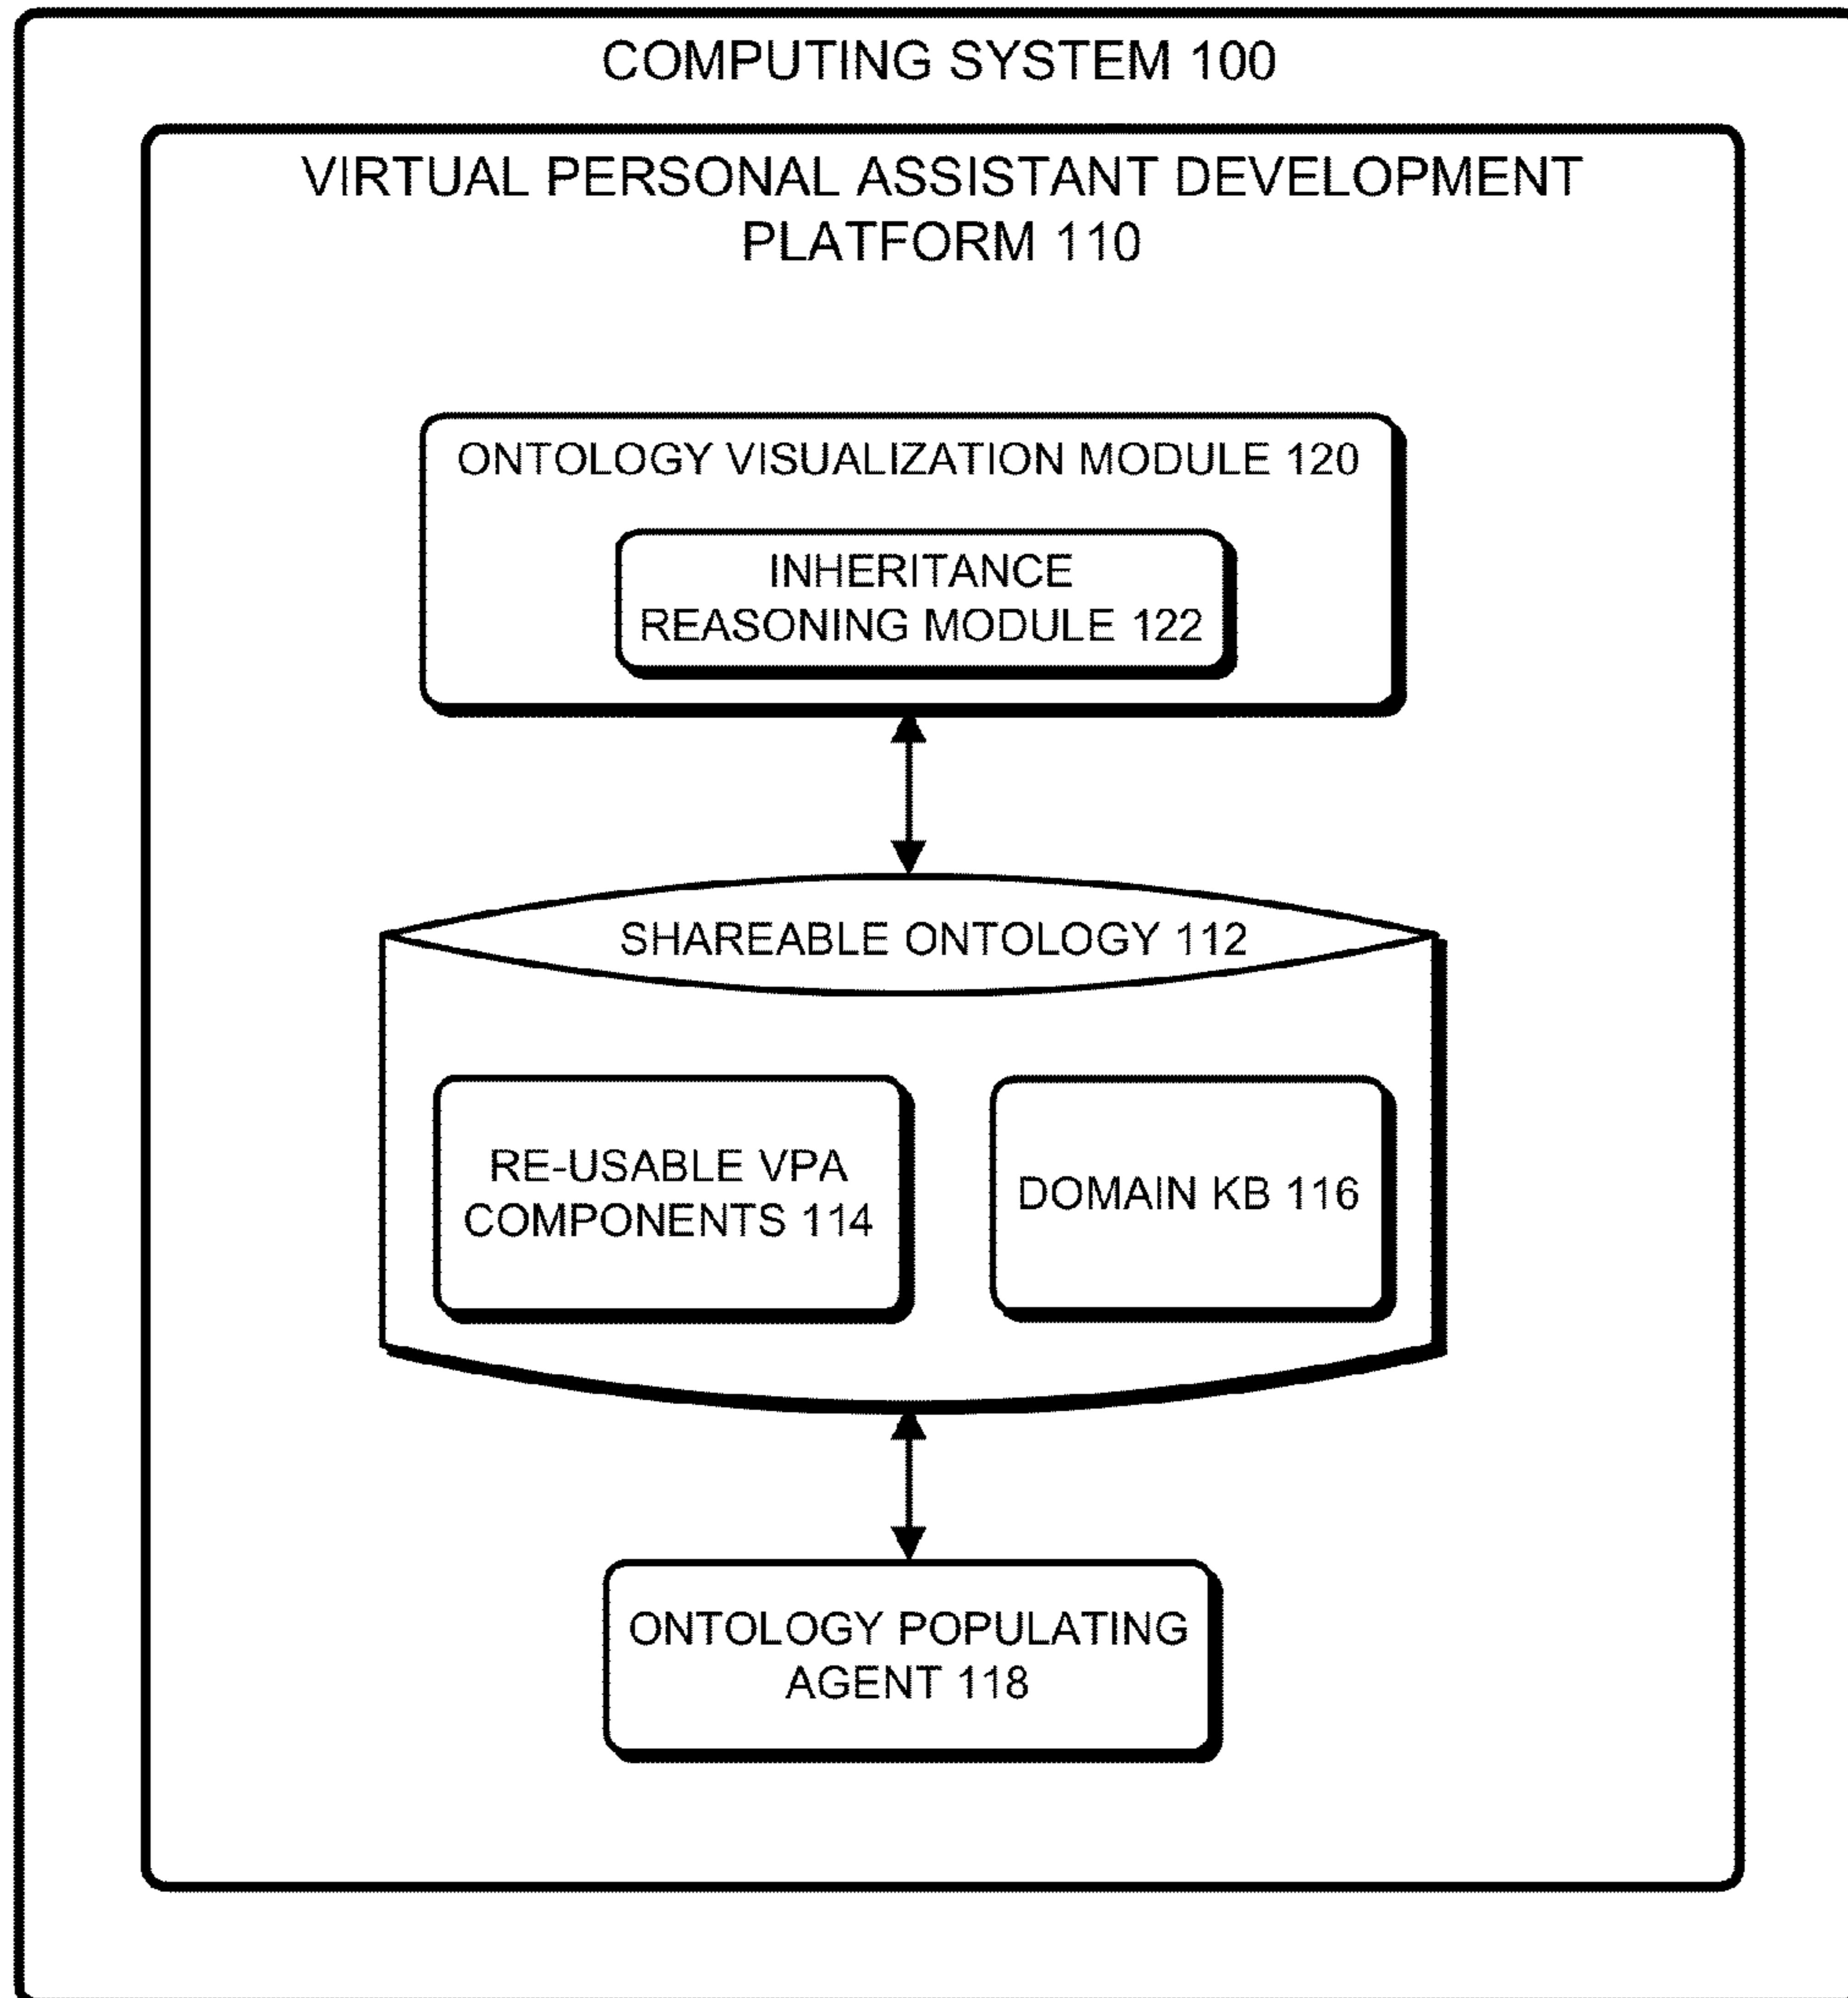 COMPUTING SYSTEM 100
VIRTUAL PERSONAL ASSISTANT DEVELOPMENT
PLATFORM 110
ONTOLOGY VISUALIZATION MODULE 120
INHERITANCE
REASONING MODULE 122
SHAREABLE ONTOLOGY 112
RE-USABLE VPA
COMPONENTS 114
DOMAIN KB 116
ONTOLOGY POPULATING
AGENT 118